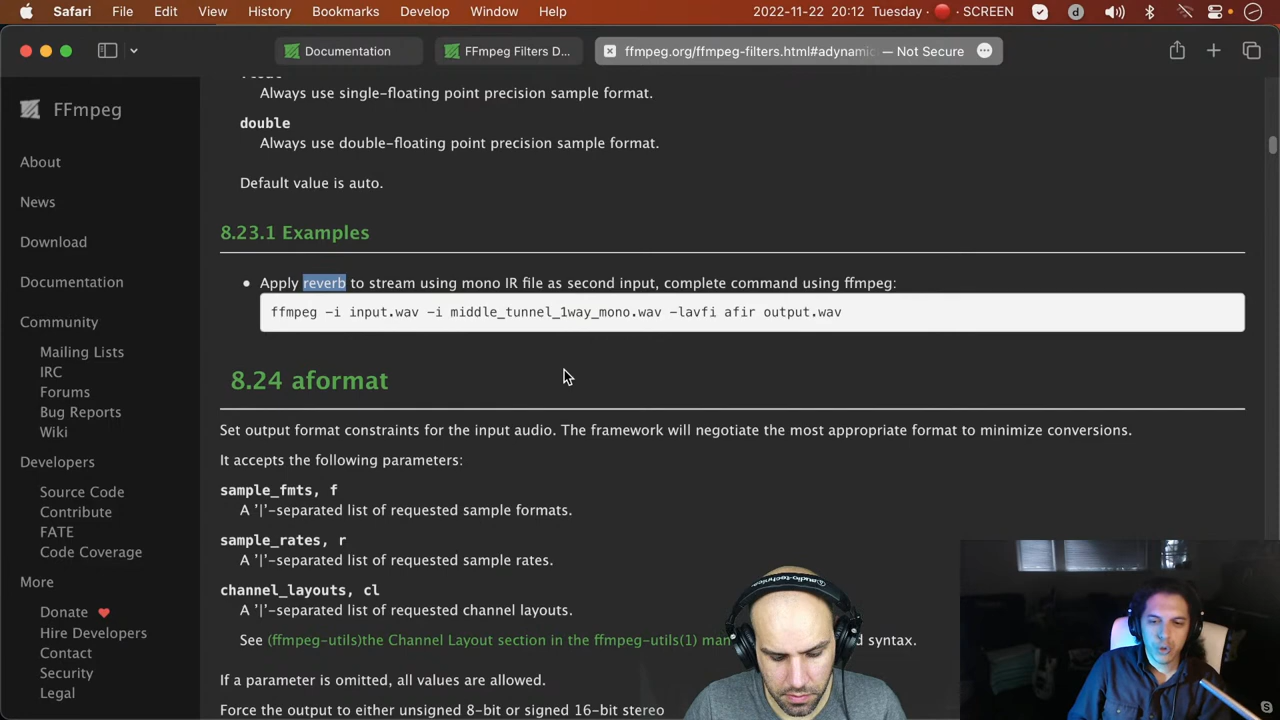 Safari File Edit View History Bookmarks Develop Window Help 2022-11-22 20:12 Tuesday SCREEN
Documentation FFmpeg Filters D... ffmpeg.org/ffmpeg-filters.html#adynamic — Not Secure
FFmpeg
About
News
Download
Documentation
Community
Mailing Lists
IRC
Forums
Bug Reports
Wiki
Developers
Source Code
Contribute
FATE
Code Coverage
More
Donate
Hire Developers
Contact
Security
Legal
Always use single-floating point precision sample format.
double
Always use double-floating point precision sample format.
Default value is auto.
8.23.1 Examples
Apply reverb to stream using mono IR file as second input, complete command using ffmpeg:
ffmpeg -i input.wav -i middle_tunnel_1way_mono.wav -lavfi afir output.wav
8.24 aformat
Set output format constraints for the input audio. The framework will negotiate the most appropriate format to minimize conversions.
It accepts the following parameters:
sample_fmts, f
A ’|’-separated list of requested sample formats.
sample_rates, r
A ’|’-separated list of requested sample rates.
channel_layouts, cl
A ’|’-separated list of requested channel layouts.
See (ffmpeg-utils)the Channel Layout section in the ffmpeg-utils(1) man d syntax.
If a parameter is omitted, all values are allowed.
Force the output to either unsigned 8-bit or signed 16-bit stereo
audio-technica